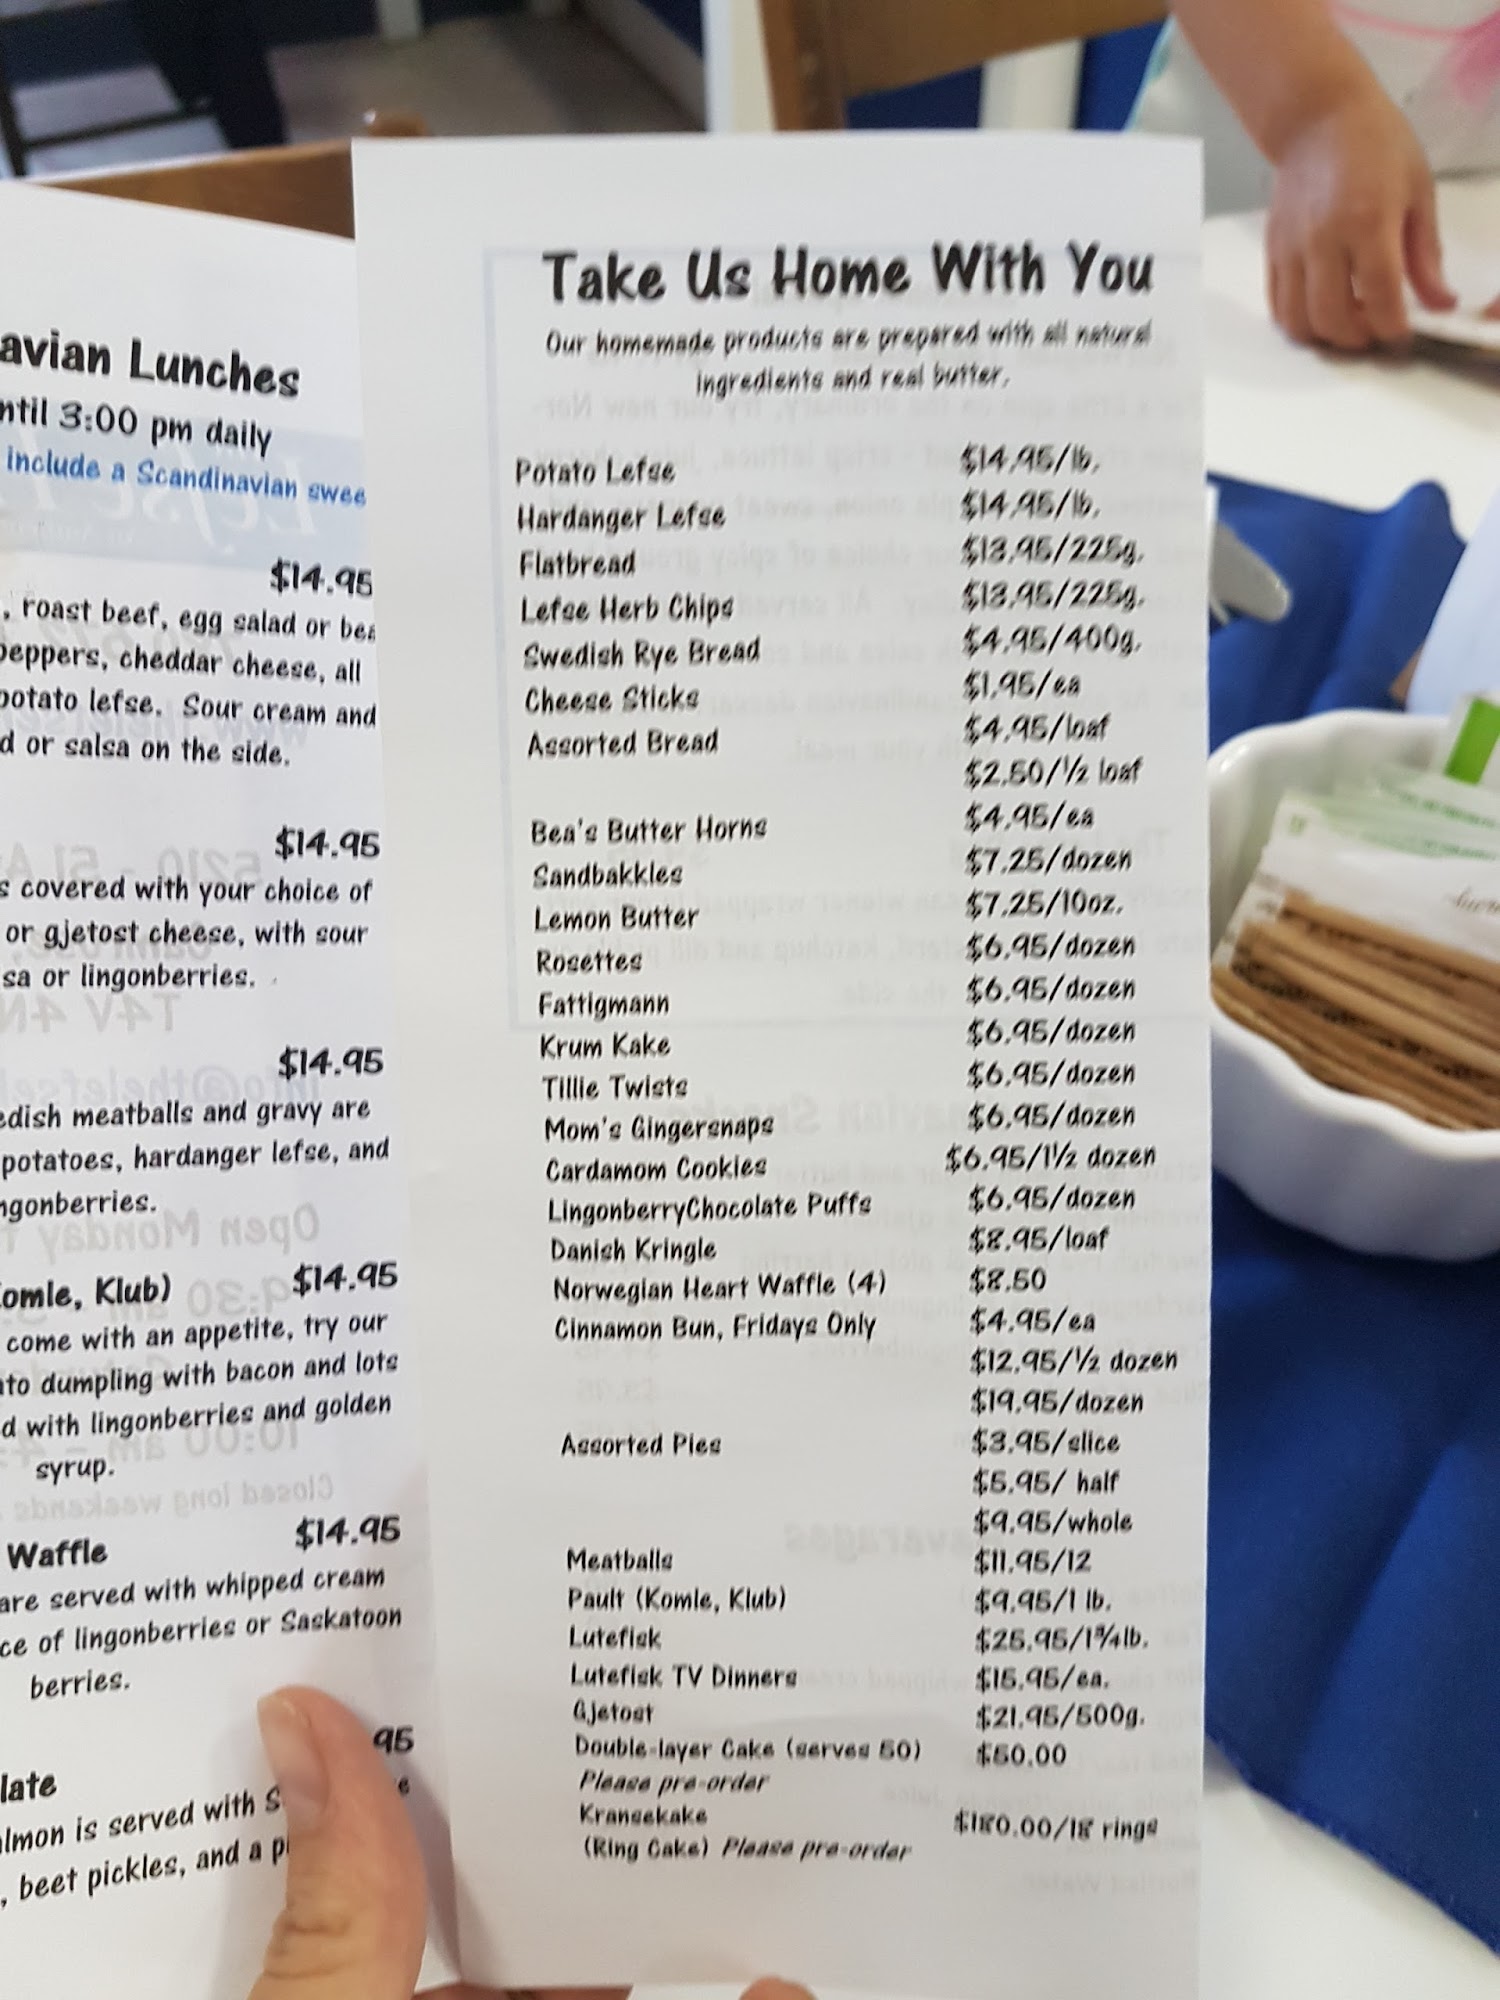 avian Lunches
ntil 3:00 pm daily
include a Scandinavian swee
$14.95
, roast beef, egg salad or bea
peppers, cheddar cheese, all
potato lefse. Sour cream and
d or salsa on the side.
$14.95
s covered with your choice of
or gjetost cheese, with sour
sa or lingonberries.
$14.95
edish meatballs and gravy are
potatoes, hardanger lefse, and
ngonberries.
Komle, Klub) $14.95
come with an appetite, try our
ato dumpling with bacon and lots
d with lingonberries and golden
syrup.
Waffle $14.95
are served with whipped cream
ce of lingonberries or Saskatoon
berries.
95
late
almon is served with S
, beet pickles, and a pi
Take Us Home With You
Our homemade products are prepared with all natural
ingredients and real butter.
Potato Lefse $14.95/lb.
Hardanger Lefse $14.95/lb.
Flatbread $13.95/225g.
Lefse Herb Chips $13.95/225g.
Swedish Rye Bread $4.95/400g.
Cheese Sticks $1.95/ea
Assorted Bread $4.95/loaf
$2.50/½ loaf
Bea's Butter Horns $4.95/ea
Sandbakkles $7.25/dozen
Lemon Butter $7.25/10oz.
Rosettes $6.95/dozen
Fattigmann $6.95/dozen
Krum Kake $6.95/dozen
Tillie Twists $6.95/dozen
Mom's Gingersnaps $6.95/dozen
Cardamom Cookies $6.95/1½ dozen
LingonberryChocolate Puffs $6.95/dozen
Danish Kringle $8.95/loaf
Norwegian Heart Waffle (4) $8.50
Cinnamon Bun, Fridays Only $4.95/ea
$12.95/½ dozen
$19.95/dozen
Assorted Pies $3.95/slice
$5.95/ half
$9.95/whole
Meatballs $11.95/12
Pault (Komle, Klub) $9.95/1 lb.
Lutefisk $25.95/1¾lb.
Lutefisk TV Dinners $15.95/ea.
Gjetost $21.95/500g.
Double-layer Cake (serves 50) $50.00
Please pre-order
Kransekake $180.00/18 rings
(Ring Cake) Please pre-order